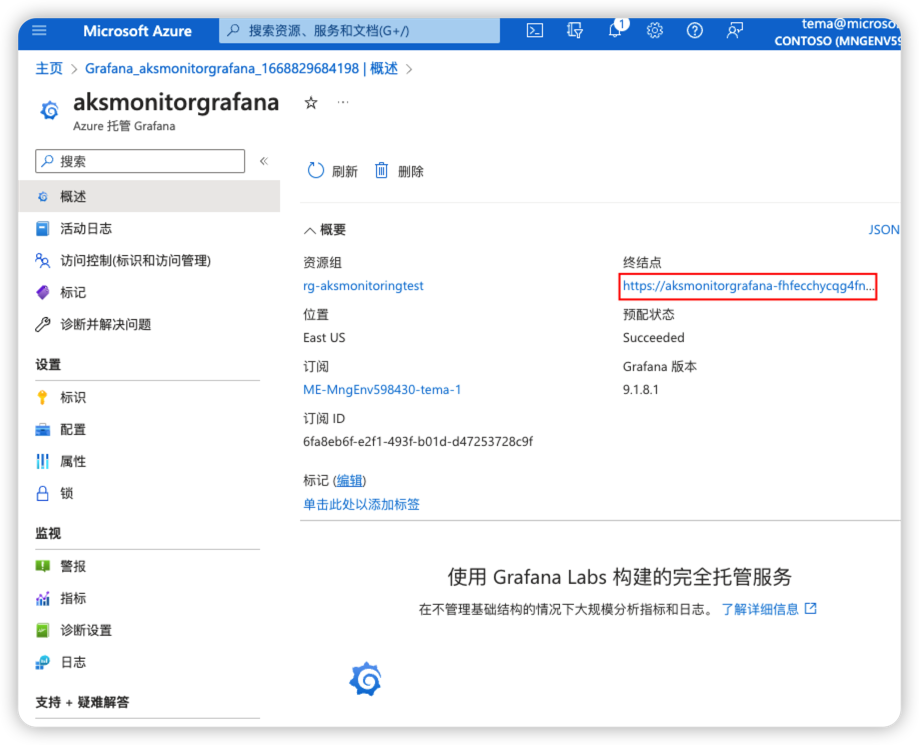 Microsoft Azure
搜索资源、服务和文档(G+/)
1
tema@microso
CONTOSO (MNGENV59
主页 > Grafana_aksmonitorgrafana_1668829684198 | 概述 >
aksmonitorgrafana
Azure 托管 Grafana
搜索
刷新
删除
概述
活动日志
访问控制(标识和访问管理)
标记
诊断并解决问题
设置
标识
配置
属性
锁
监视
警报
指标
诊断设置
日志
支持 + 疑难解答
概要
JSON
资源组
rg-aksmonitoringtest
位置
East US
订阅
ME-MngEnv598430-tema-1
订阅 ID
6fa8eb6f-e2f1-493f-b01d-d47253728c9f
标记 (编辑)
单击此处以添加标签
终结点
https://aksmonitorgrafana-fhfecchycqg4fn...
预配状态
Succeeded
Grafana 版本
9.1.8.1
使用 Grafana Labs 构建的完全托管服务
在不管理基础结构的情况下大规模分析指标和日志。 了解详细信息